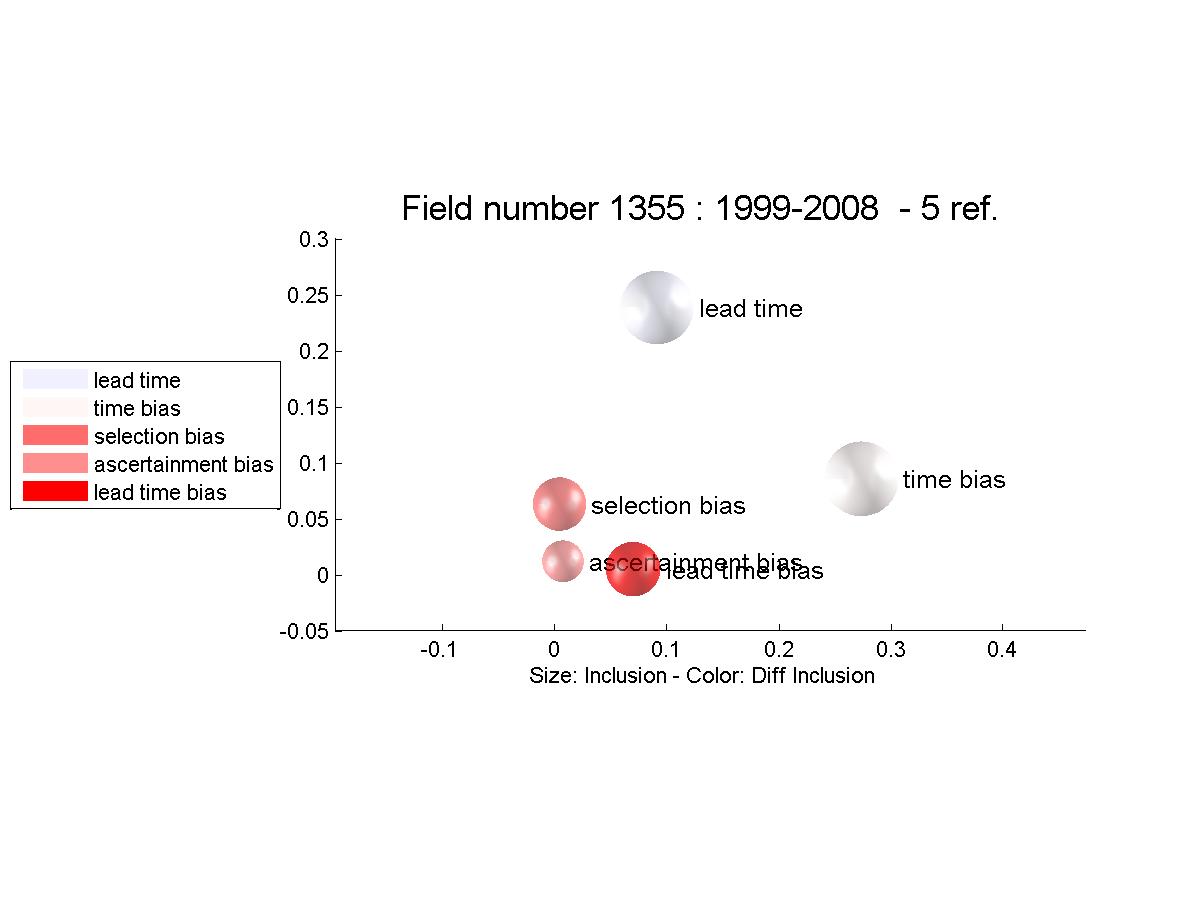 Field number 1355 : 1999-2008 - 5 ref.
0.3
0.25
0.2
0.15
0.1
0.05
0
-0.05
lead time
time bias
selection bias
ascertainment bias
lead time bias
lead time
time bias
selection bias
ascertainment bias
lead time bias
-0.1 0 0.1 0.2 0.3 0.4
Size: Inclusion - Color: Diff Inclusion